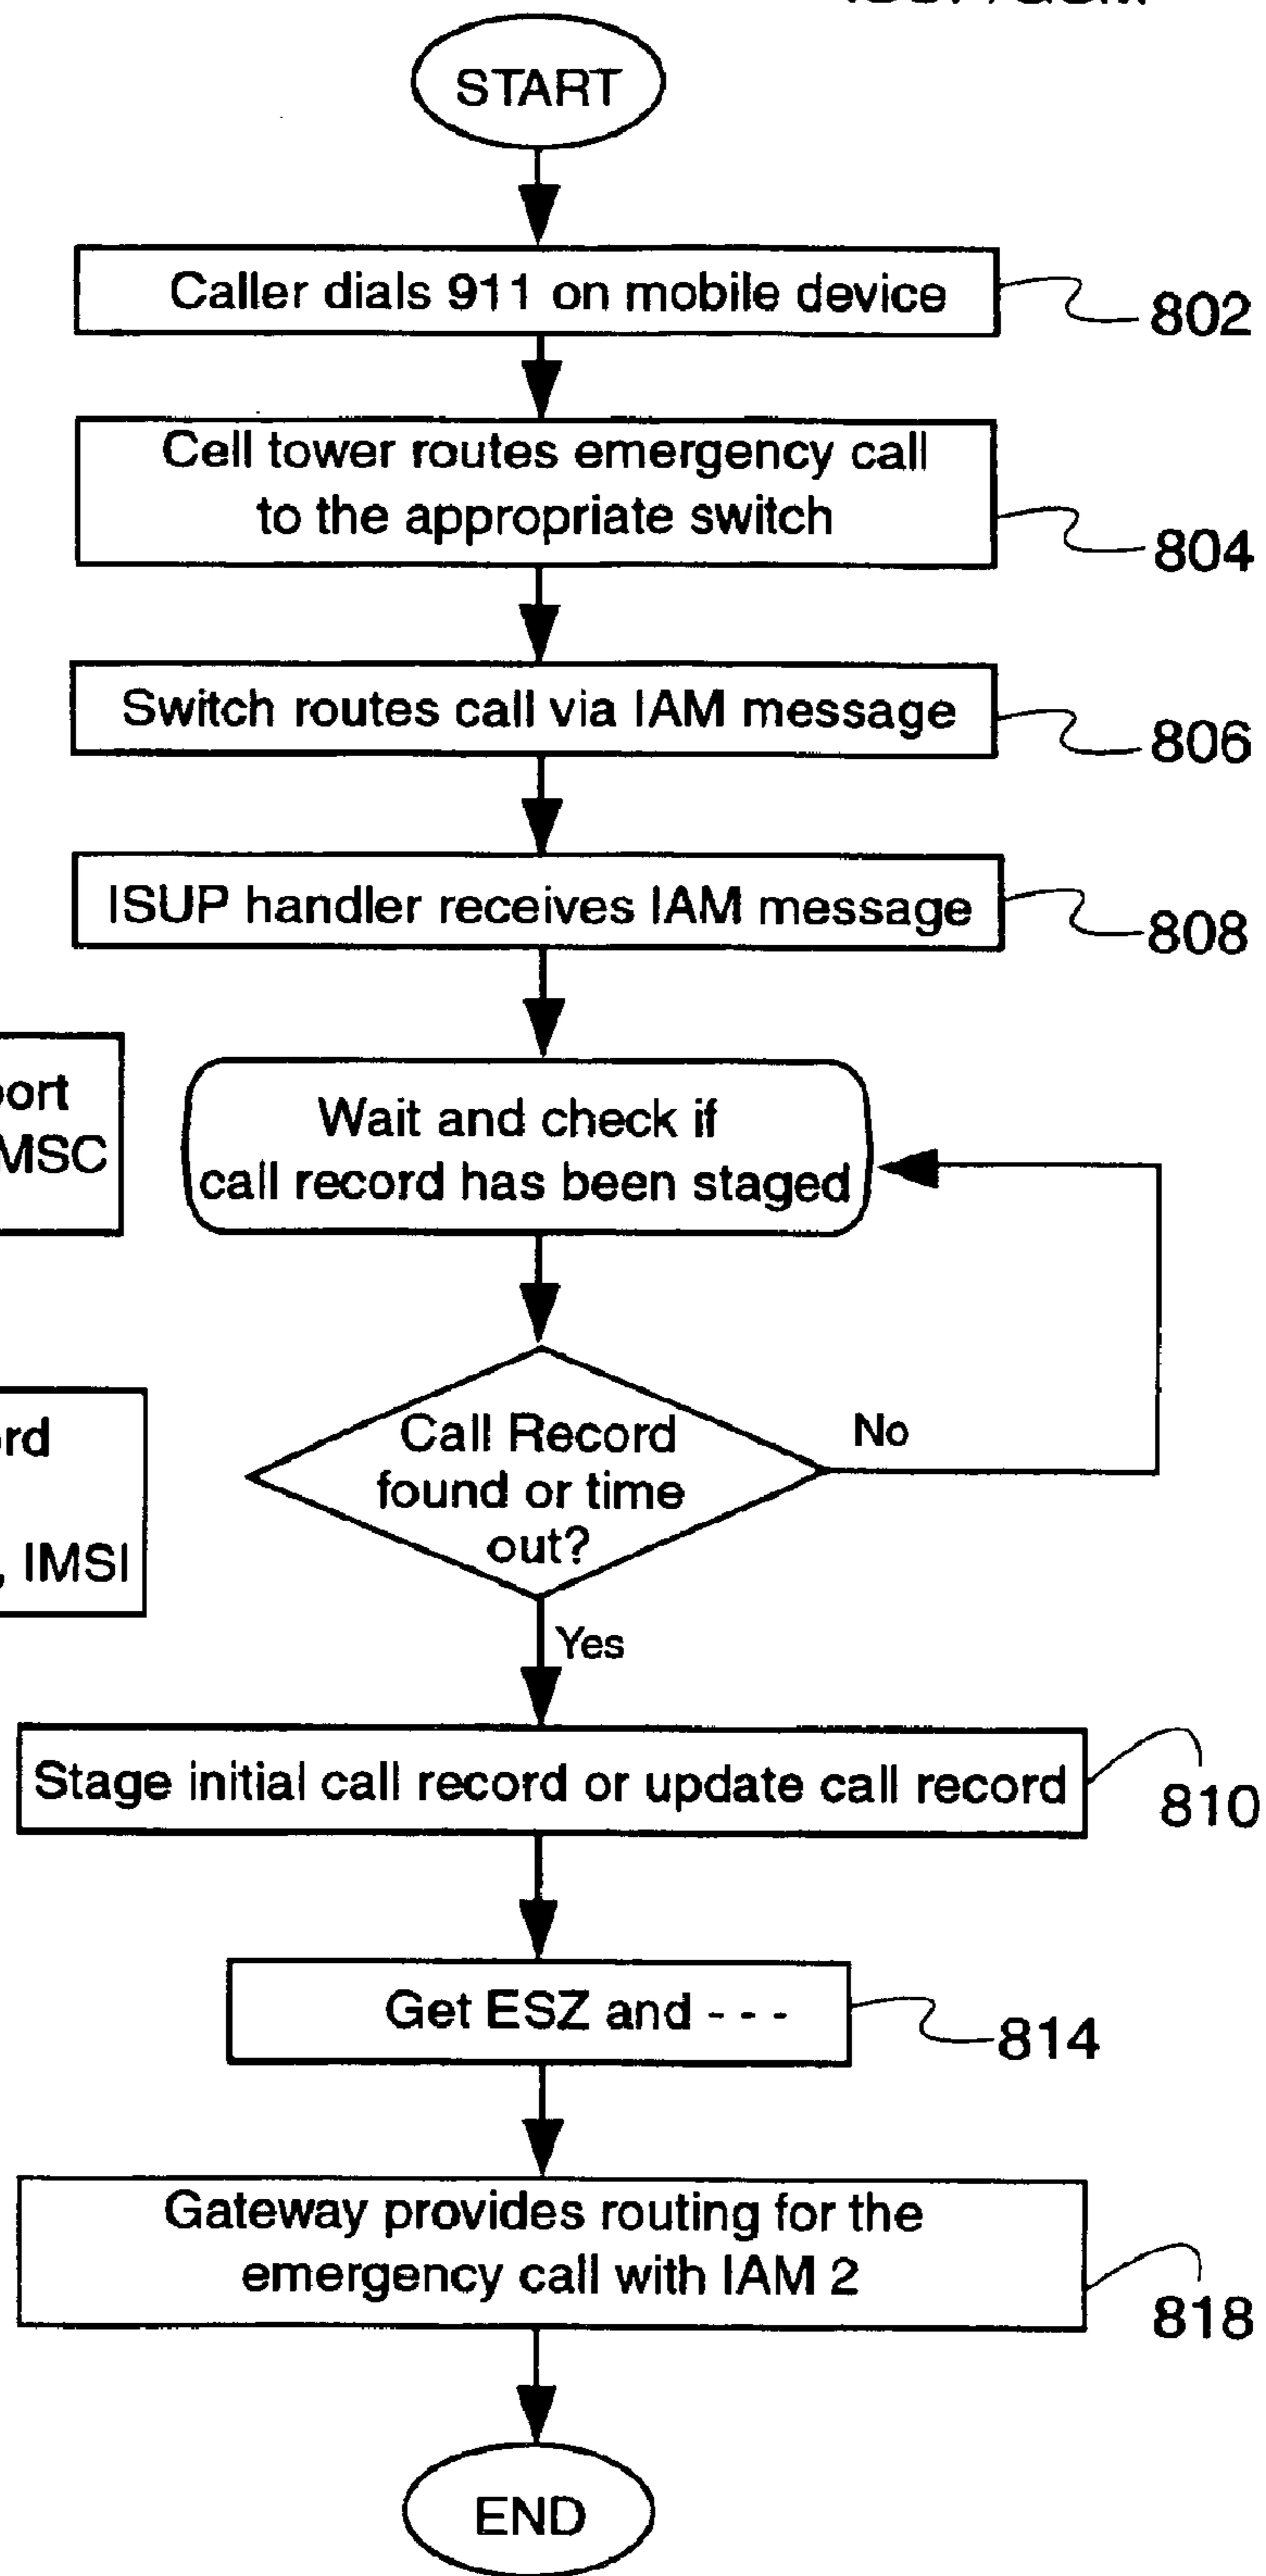 START
Caller dials 911 on mobile device
802
Cell tower routes emergency call
to the appropriate switch
804
Switch routes call via IAM message
806
ISUP handler receives IAM message
808
MSC
Wait and check if
call record has been staged
Call Record
found or time
out?
No
, IMSI
Yes
Stage initial call record or update call record
810
Get ESZ and - - -
814
Gateway provides routing for the
emergency call with IAM 2
818
END